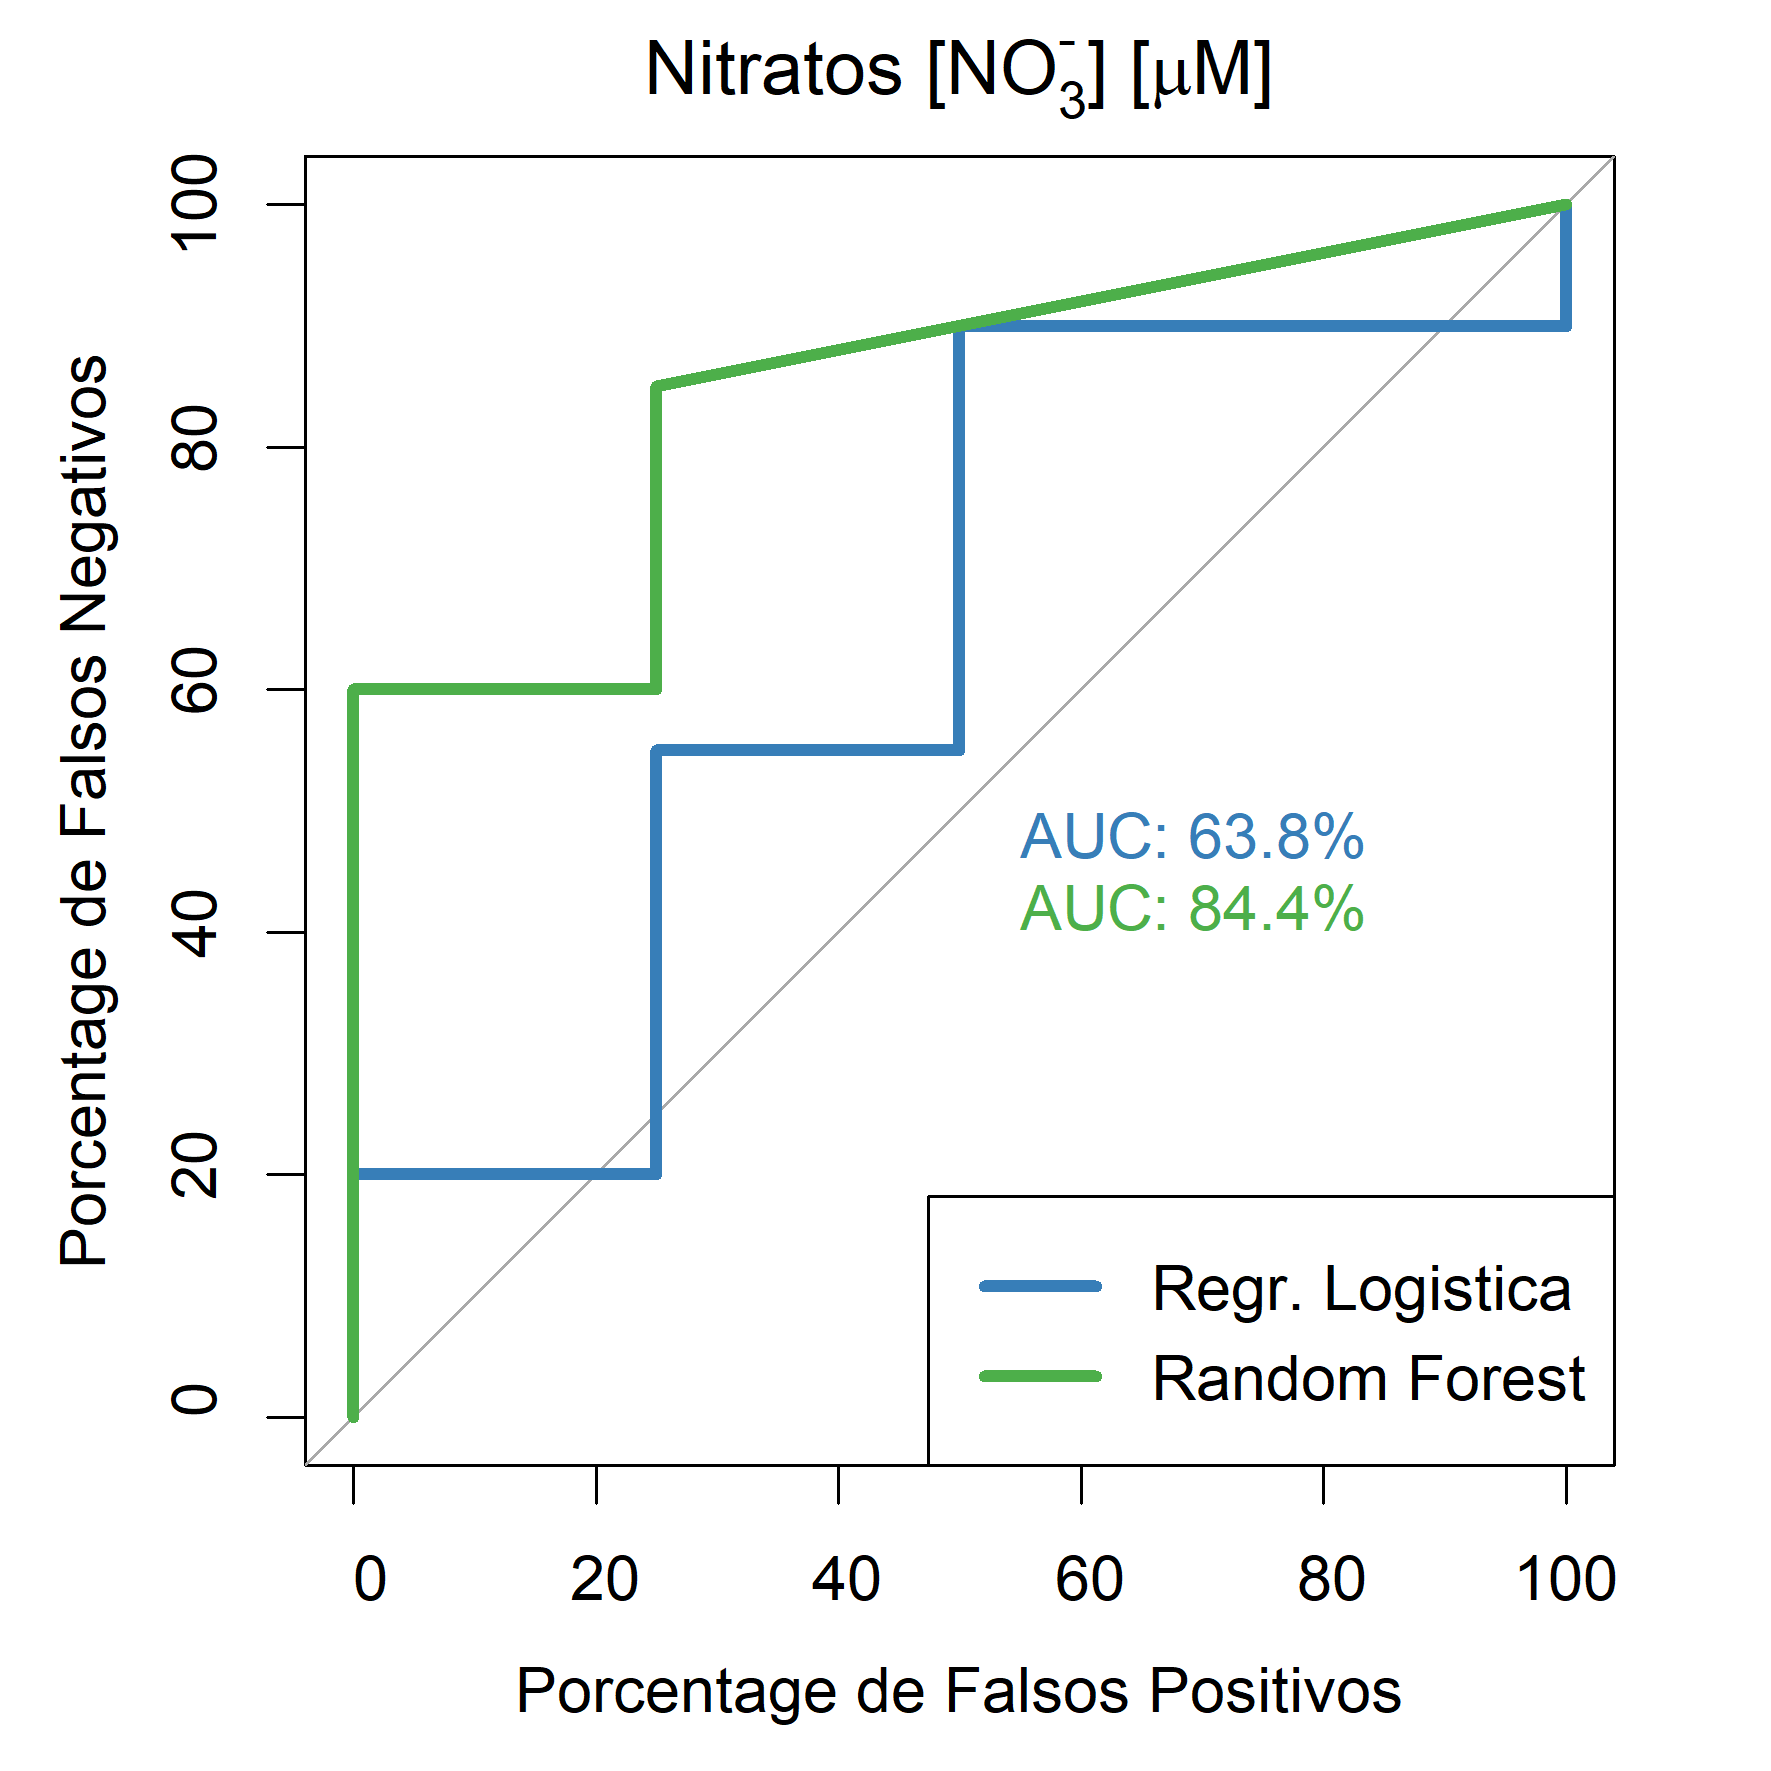 Nitratos [NO₃⁻] [μM]
Porcentage de Falsos Negativos
100
80
60
40
20
0
AUC: 63.8%
AUC: 84.4%
Regr. Logistica
Random Forest
0 20 40 60 80 100
Porcentage de Falsos Positivos